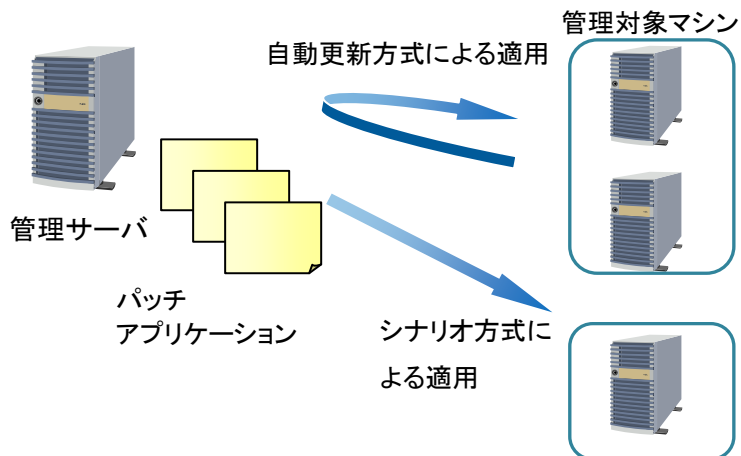 管理対象マシン
自動更新方式による適用
管理サーバ
パッチ
アプリケーション
シナリオ方式に
よる適用